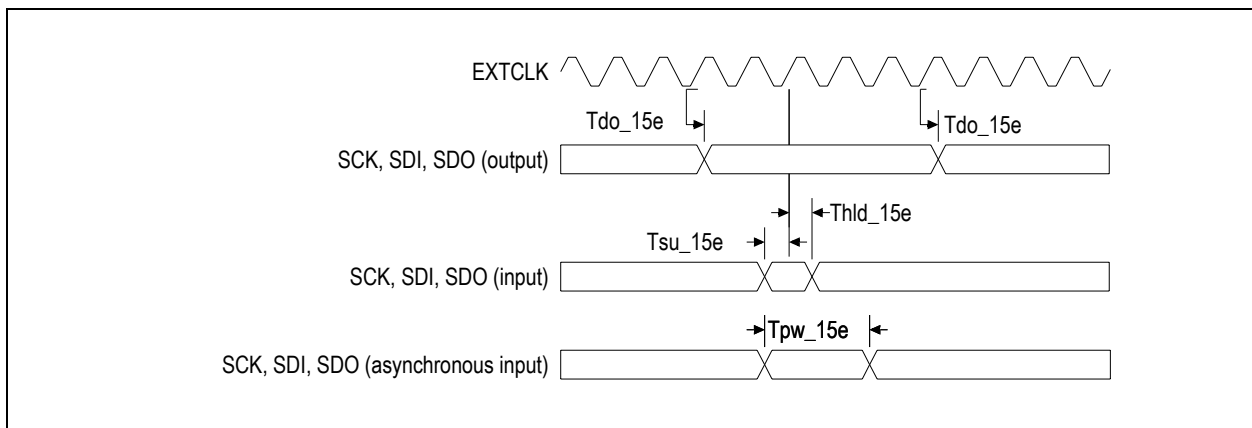 EXTCLK
Tdo_15e
Tdo_15e
SCK, SDI, SDO (output)
Thld_15e
Tsu_15e
SCK, SDI, SDO (input)
Tpw_15e
SCK, SDI, SDO (asynchronous input)